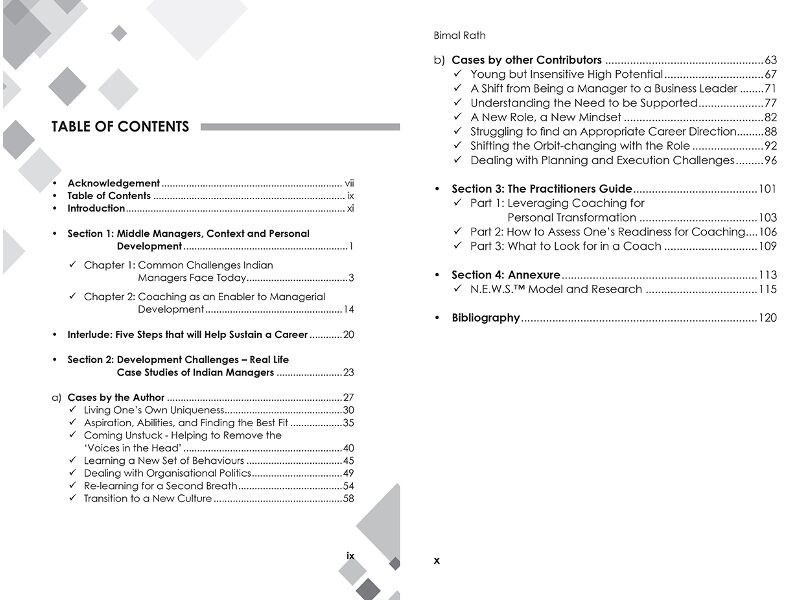 TABLE OF CONTENTS
• Acknowledgement ........ vii
• Table of Contents ........ ix
• Introduction ........ xi
• Section 1: Middle Managers, Context and Personal
Development ........ 1
✓ Chapter 1: Common Challenges Indian
Managers Face Today ........ 3
✓ Chapter 2: Coaching as an Enabler to Managerial
Development ........ 14
• Interlude: Five Steps that will Help Sustain a Career ........ 20
• Section 2: Development Challenges – Real Life
Case Studies of Indian Managers ........ 23
a) Cases by the Author ........ 27
✓ Living One's Own Uniqueness ........ 30
✓ Aspiration, Abilities, and Finding the Best Fit ........ 35
✓ Coming Unstuck - Helping to Remove the
'Voices in the Head' ........ 40
✓ Learning a New Set of Behaviours ........ 45
✓ Dealing with Organisational Politics ........ 49
✓ Re-learning for a Second Breath ........ 54
✓ Transition to a New Culture ........ 58
ix
Bimal Rath
b) Cases by other Contributors ........ 63
✓ Young but Insensitive High Potential ........ 67
✓ A Shift from Being a Manager to a Business Leader ........ 71
✓ Understanding the Need to be Supported ........ 77
✓ A New Role, a New Mindset ........ 82
✓ Struggling to find an Appropriate Career Direction ........ 88
✓ Shifting the Orbit-changing with the Role ........ 92
✓ Dealing with Planning and Execution Challenges ........ 96
• Section 3: The Practitioners Guide ........ 101
✓ Part 1: Leveraging Coaching for
Personal Transformation ........ 103
✓ Part 2: How to Assess One's Readiness for Coaching .... 106
✓ Part 3: What to Look for in a Coach ........ 109
• Section 4: Annexure ........ 113
✓ N.E.W.S.™ Model and Research ........ 115
• Bibliography ........ 120
x